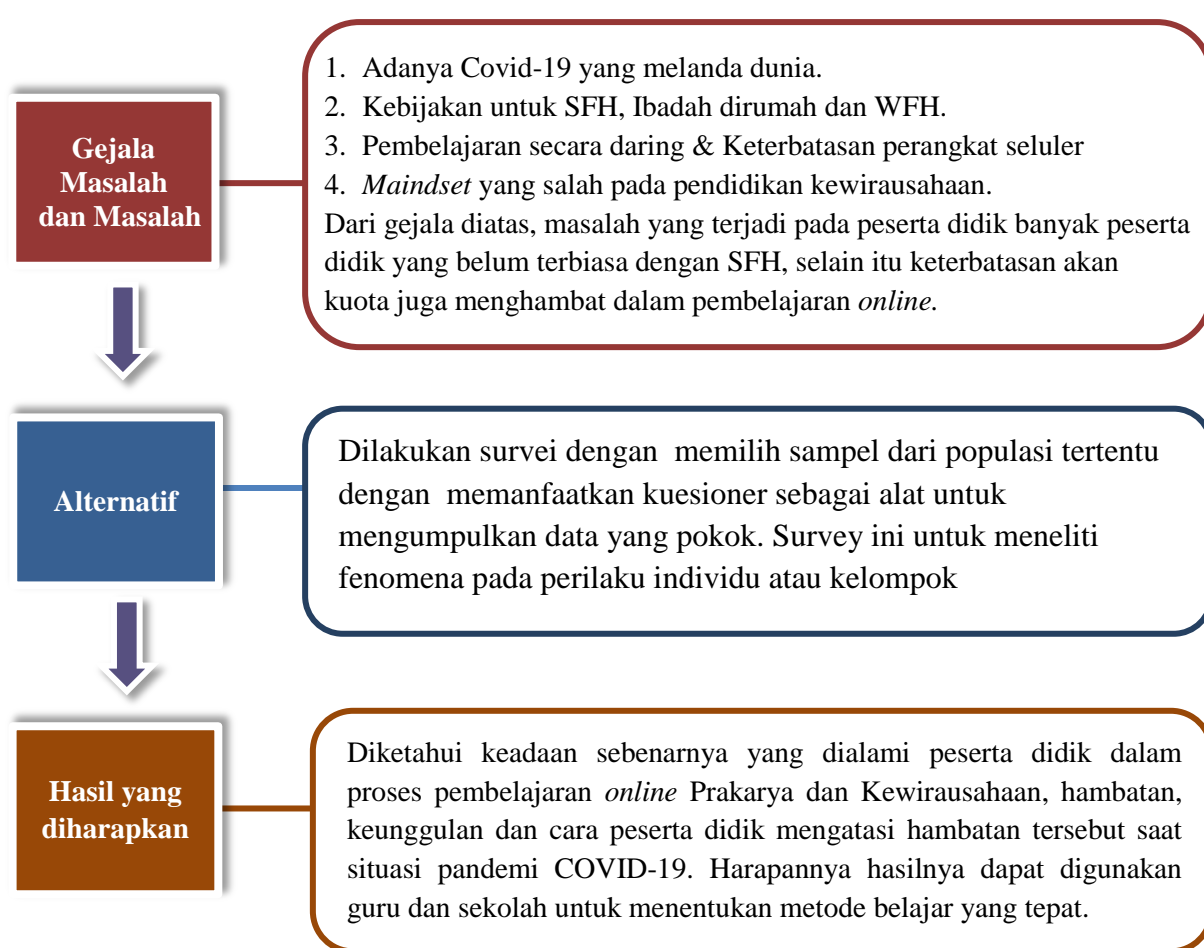 Gejala
Masalah
dan Masalah
1. Adanya Covid-19 yang melanda dunia.
2. Kebijakan untuk SFH, Ibadah dirumah dan WFH.
3. Pembelajaran secara daring & Keterbatasan perangkat seluler
4. Maindset yang salah pada pendidikan kewirausahaan.
Dari gejala diatas, masalah yang terjadi pada peserta didik banyak peserta
didik yang belum terbiasa dengan SFH, selain itu keterbatasan akan
kuota juga menghambat dalam pembelajaran online.
Alternatif
Dilakukan survei dengan memilih sampel dari populasi tertentu
dengan memanfaatkan kuesioner sebagai alat untuk
mengumpulkan data yang pokok. Survey ini untuk meneliti
fenomena pada perilaku individu atau kelompok
Hasil yang
diharapkan
Diketahui keadaan sebenarnya yang dialami peserta didik dalam
proses pembelajaran online Prakarya dan Kewirausahaan, hambatan,
keunggulan dan cara peserta didik mengatasi hambatan tersebut saat
situasi pandemi COVID-19. Harapannya hasilnya dapat digunakan
guru dan sekolah untuk menentukan metode belajar yang tepat.